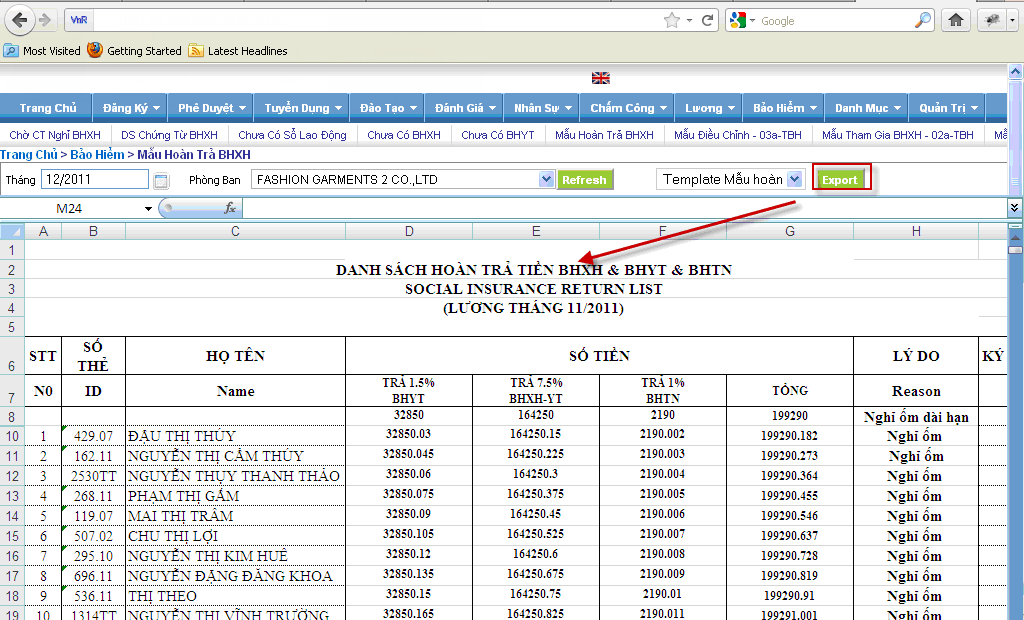 VnR
Google
Most Visited Getting Started Latest Headlines
Trang Chủ Đăng Ký Phê Duyệt Tuyển Dụng Đào Tạo Đánh Giá Nhân Sự Chấm Công Lương Bảo Hiểm Danh Mục Quản Trị
Chờ CT Nghỉ BHXH DS Chứng Từ BHXH Chưa Có Sổ Lao Động Chưa Có BHXH Chưa Có BHYT Mẫu Hoàn Trả BHXH Mẫu Điều Chỉnh - 03a-TBH Mẫu Tham Gia BHXH - 02a-TBH
Trang Chủ > Bảo Hiểm > Mẫu Hoàn Trả BHXH
Tháng 12/2011 Phòng Ban FASHION GARMENTS 2 CO.,LTD Refresh Template Mẫu hoàn Export
M24 fx
A B C D E F G H
1
2 DANH SÁCH HOÀN TRẢ TIỀN BHXH & BHYT & BHTN
3 SOCIAL INSURANCE RETURN LIST
4 (LƯƠNG THÁNG 11/2011)
5
6 STT SỐ THẺ HỌ TÊN SỐ TIỀN LÝ DO KÝ
7 N0 ID Name TRẢ 1.5% BHYT TRẢ 7.5% BHXH-YT TRẢ 1% BHTN TỔNG Reason
8 32850 164250 2190 199290 Nghỉ ốm dài hạn
10 1 429.07 ĐẬU THỊ THÚY 32850.03 164250.15 2190.002 199290.182 Nghỉ ốm
11 2 162.11 NGUYỄN THỊ CẨM THÚY 32850.045 164250.225 2190.003 199290.273 Nghỉ ốm
12 3 2530TT NGUYỄN THỤY THANH THẢO 32850.06 164250.3 2190.004 199290.364 Nghỉ ốm
13 4 268.11 PHẠM THỊ GẤM 32850.075 164250.375 2190.005 199290.455 Nghỉ ốm
14 5 119.07 MAI THỊ TRÂM 32850.09 164250.45 2190.006 199290.546 Nghỉ ốm
15 6 507.02 CHU THỊ LỢI 32850.105 164250.525 2190.007 199290.637 Nghỉ ốm
16 7 295.10 NGUYỄN THỊ KIM HUÊ 32850.12 164250.6 2190.008 199290.728 Nghỉ ốm
17 8 696.11 NGUYỄN ĐẶNG ĐĂNG KHOA 32850.135 164250.675 2190.009 199290.819 Nghỉ ốm
18 9 536.11 THỊ THEO 32850.15 164250.75 2190.01 199290.91 Nghỉ ốm
19 10 1314TT NGUYỄN THỊ VĨNH TRƯỜNG 32850.165 164250.825 2190.011 199291.001 Nghỉ ốm